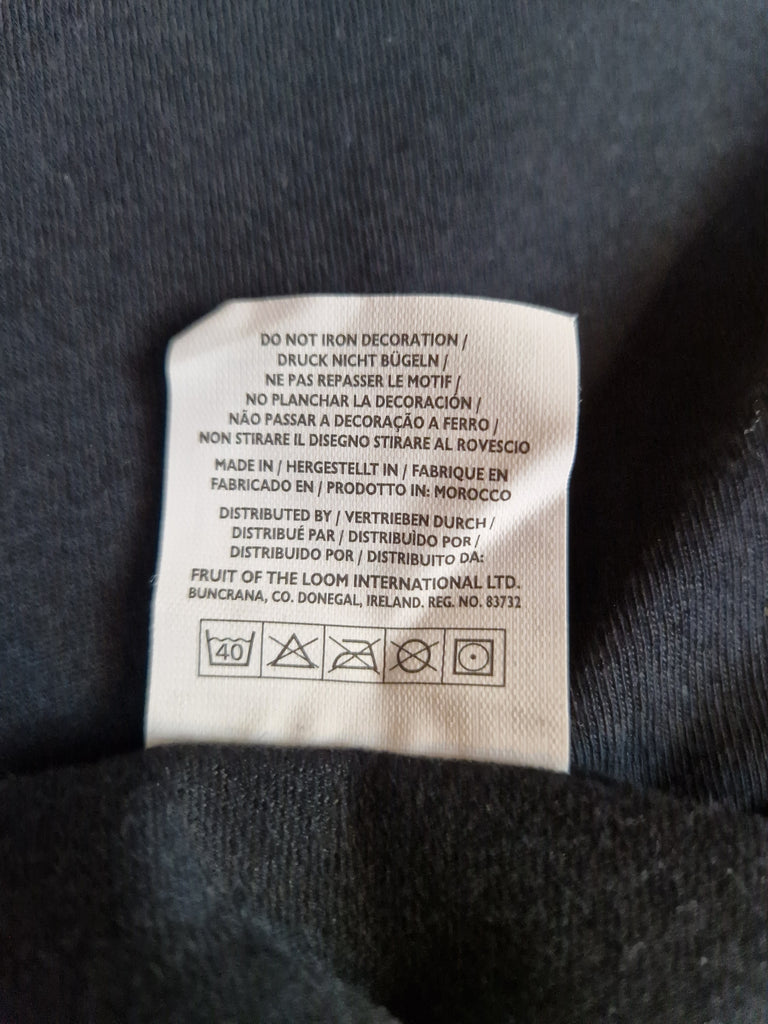 DO NOT IRON DECORATION /
DRUCK NICHT BÜGELN /
NE PAS REPASSER LE MOTIF /
NO PLANCHAR LA DECORACIÓN /
NÃO PASSAR A DECORAÇÃO A FERRO /
NON STIRARE IL DISEGNO STIRARE AL ROVESCIO
MADE IN / HERGESTELLT IN / FABRIQUE EN
FABRICADO EN / PRODOTTO IN: MOROCCO
DISTRIBUTED BY / VERTRIEBEN DURCH /
DISTRIBUÉ PAR / DISTRIBUÌDO POR /
DISTRIBUIDO POR / DISTRIBUITO DA:
FRUIT OF THE LOOM INTERNATIONAL LTD.
BUNCRANA, CO. DONEGAL, IRELAND. REG. NO. 83732
40